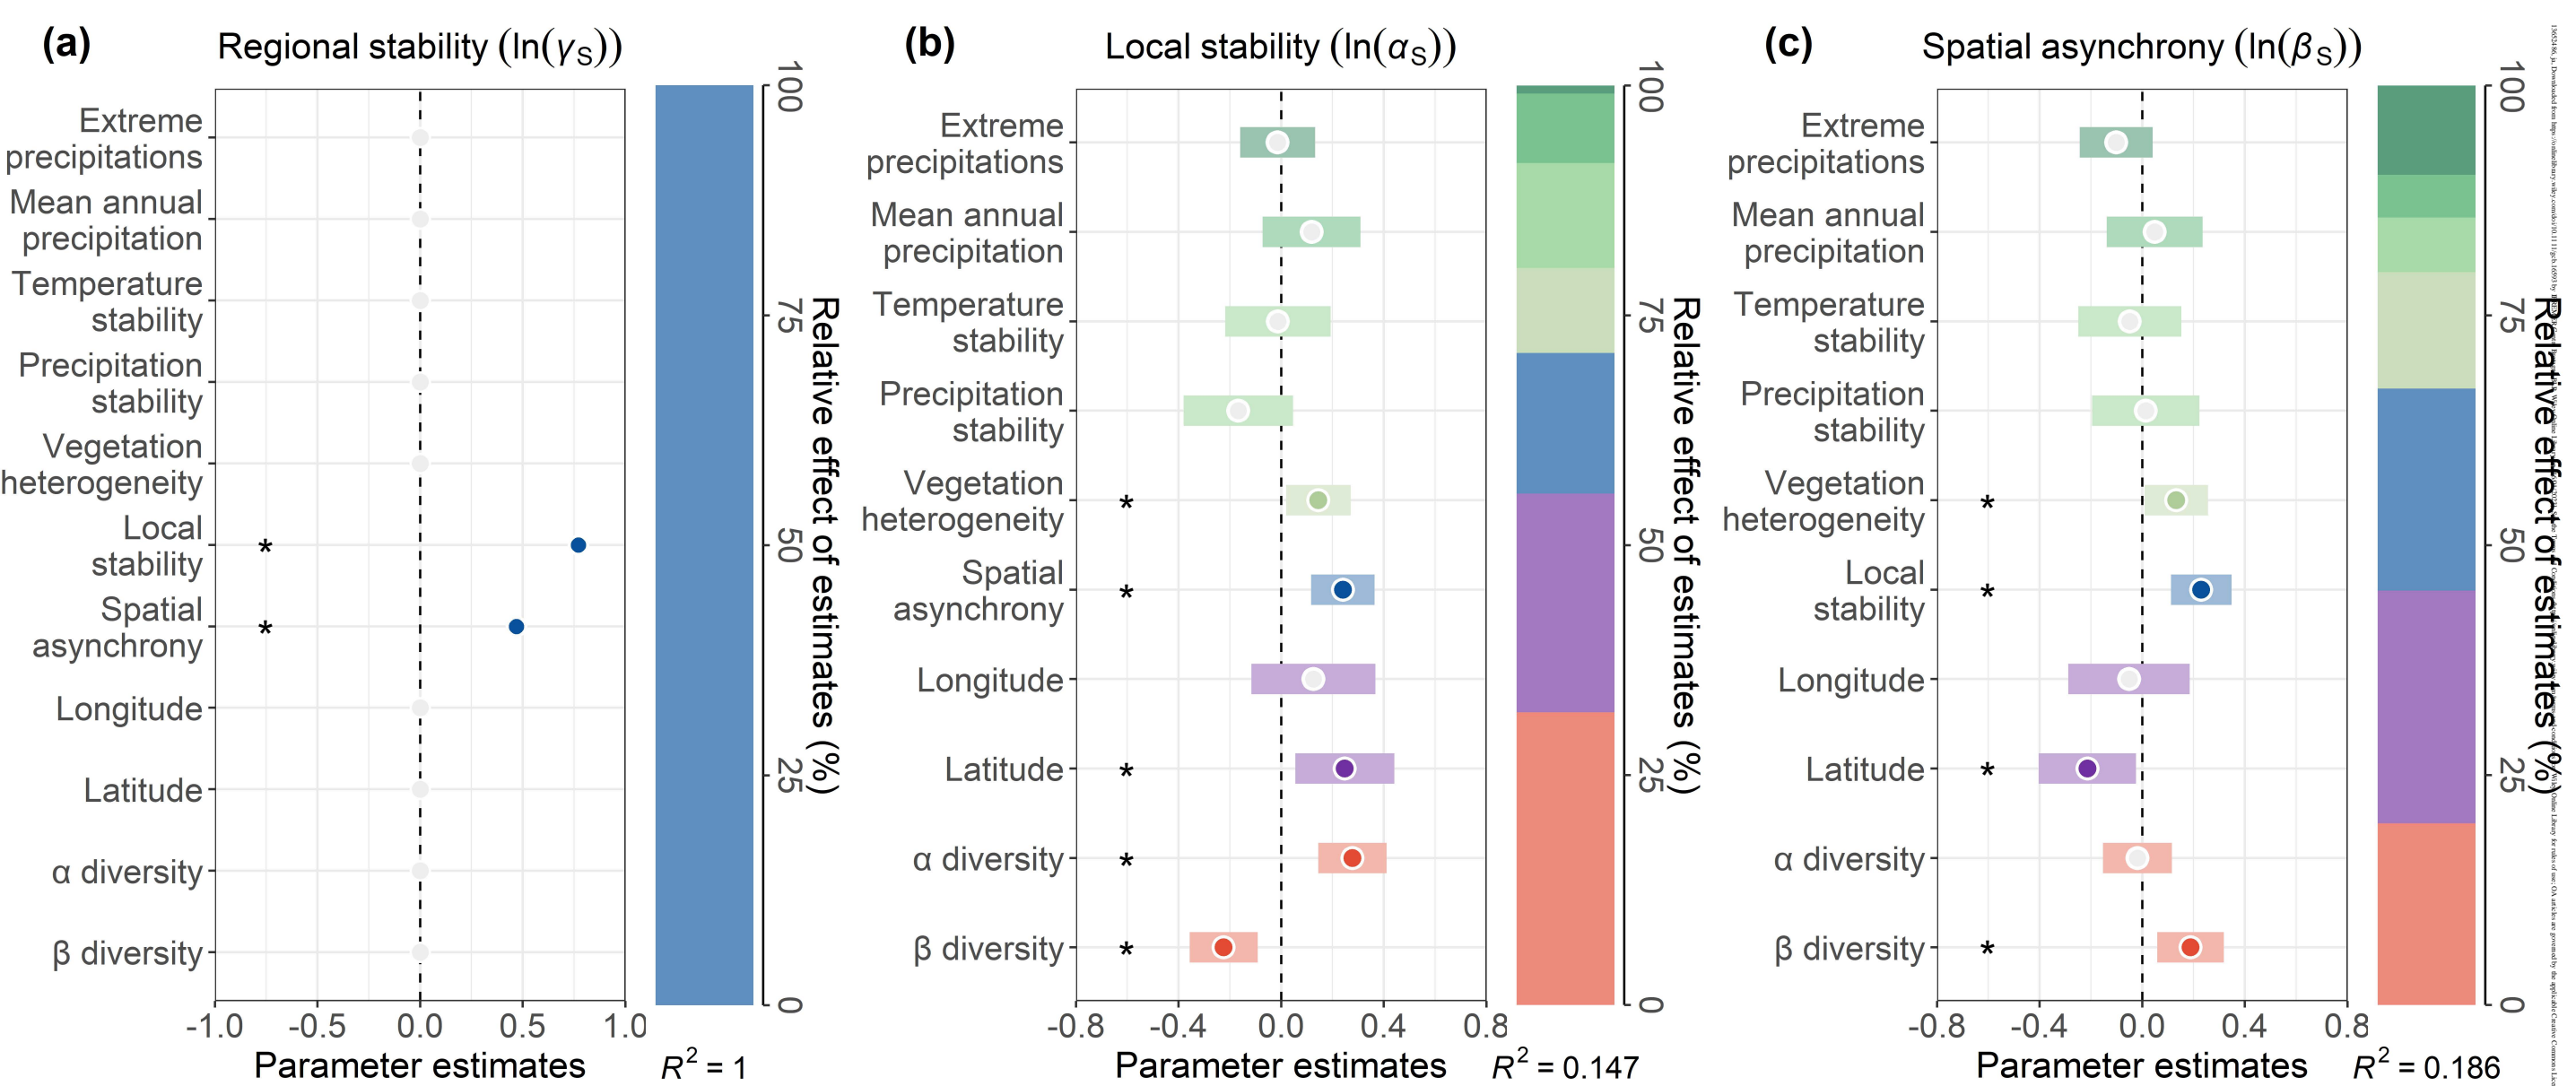 (a) Regional stability (ln(γS))
Extreme
precipitations
Mean annual
precipitation
Temperature
stability
Precipitation
stability
Vegetation
heterogeneity
Local
stability
*
Spatial
asynchrony
*
Longitude
Latitude
α diversity
β diversity
-1.0 -0.5 0.0 0.5 1.0
Parameter estimates
R2 = 1
100
75
50
25
0
Relative effect of estimates (%)
(b) Local stability (ln(αS))
Extreme
precipitations
Mean annual
precipitation
Temperature
stability
Precipitation
stability
Vegetation
heterogeneity
*
Spatial
asynchrony
*
Longitude
Latitude
*
α diversity
*
β diversity
*
-0.8 -0.4 0.0 0.4 0.8
Parameter estimates
R2 = 0.147
100
75
50
25
0
Relative effect of estimates (%)
(c) Spatial asynchrony (ln(βS))
Extreme
precipitations
Mean annual
precipitation
Temperature
stability
Precipitation
stability
Vegetation
heterogeneity
*
Local
stability
*
Longitude
Latitude
*
α diversity
β diversity
*
-0.8 -0.4 0.0 0.4 0.8
Parameter estimates
R2 = 0.186
100
75
50
25
0
Relative effect of estimates (%)